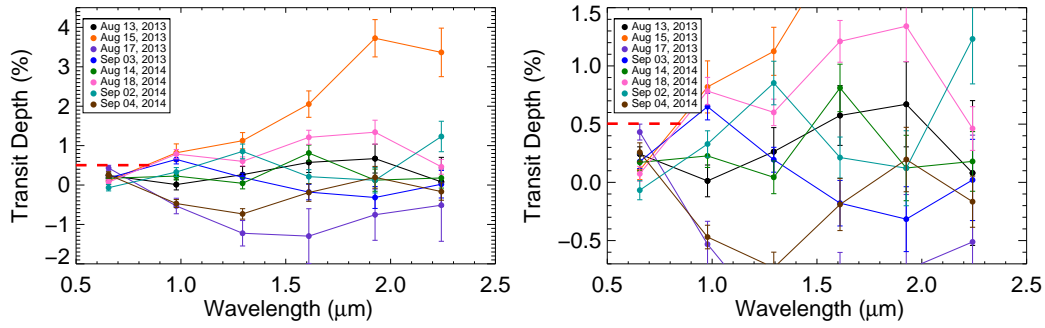 Transit Depth (%)
4
3
2
1
0
−1
−2
Aug 13, 2013
Aug 15, 2013
Aug 17, 2013
Sep 03, 2013
Aug 14, 2014
Aug 18, 2014
Sep 02, 2014
Sep 04, 2014
0.5 1.0 1.5 2.0 2.5
Wavelength (μm)
Transit Depth (%)
1.5
1.0
0.5
0.0
−0.5
Aug 13, 2013
Aug 15, 2013
Aug 17, 2013
Sep 03, 2013
Aug 14, 2014
Aug 18, 2014
Sep 02, 2014
Sep 04, 2014
0.5 1.0 1.5 2.0 2.5
Wavelength (μm)